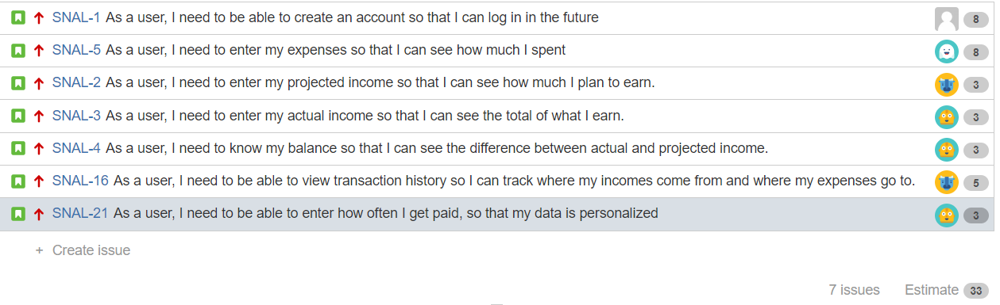 SNAL-1 As a user, I need to be able to create an account so that I can log in in the future 8
SNAL-5 As a user, I need to enter my expenses so that I can see how much I spent 8
SNAL-2 As a user, I need to enter my projected income so that I can see how much I plan to earn. 3
SNAL-3 As a user, I need to enter my actual income so that I can see the total of what I earn. 3
SNAL-4 As a user, I need to know my balance so that I can see the difference between actual and projected income. 3
SNAL-16 As a user, I need to be able to view transaction history so I can track where my incomes come from and where my expenses go to. 5
SNAL-21 As a user, I need to be able to enter how often I get paid, so that my data is personalized 3
+ Create issue
7 issues Estimate 33